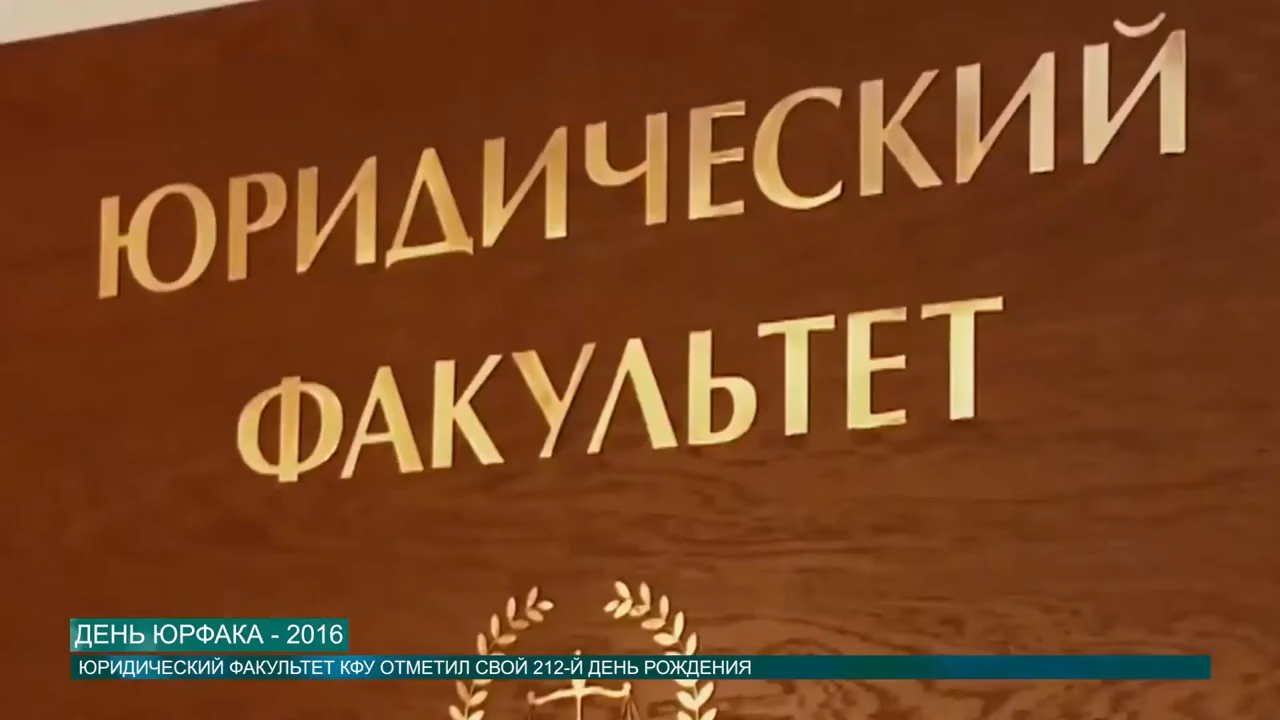 ЮРИДИЧЕСКИЙ
ФАКУЛЬТЕТ
ДЕНЬ ЮРФАКА - 2016
ЮРИДИЧЕСКИЙ ФАКУЛЬТЕТ КФУ ОТМЕТИЛ СВОЙ 212-Й ДЕНЬ РОЖДЕНИЯ